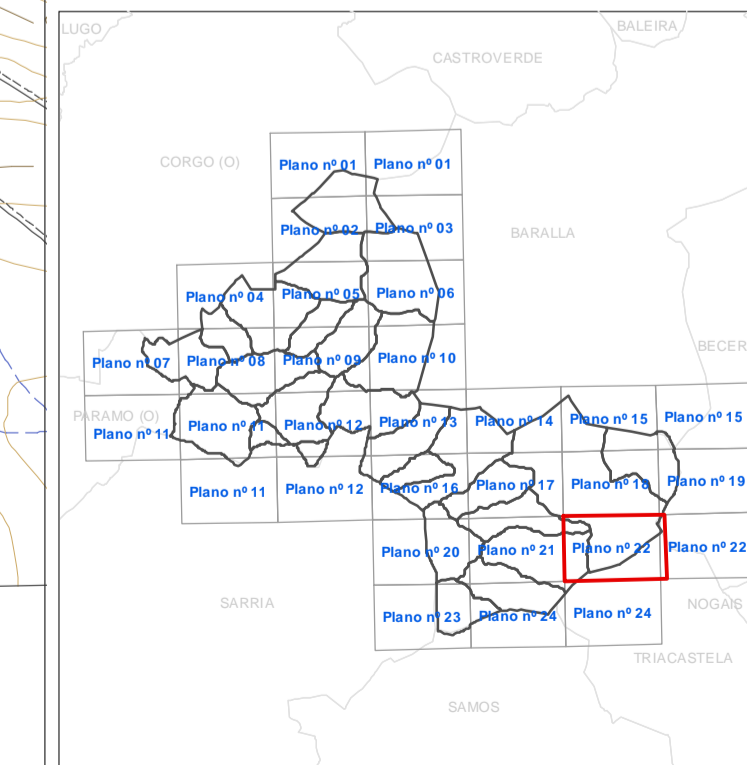 LUGO
BALEIRA
CASTROVERDE
CORGO (O)
Plano nº 01
Plano nº 01
Plano nº 02
Plano nº 03
BARALLA
Plano nº 04
Plano nº 05
Plano nº 06
BECER
Plano nº 07
Plano nº 08
Plano nº 09
Plano nº 10
PARAMO (O)
Plano nº 11
Plano nº 11
Plano nº 12
Plano nº 13
Plano nº 14
Plano nº 15
Plano nº 15
Plano nº 11
Plano nº 12
Plano nº 16
Plano nº 17
Plano nº 18
Plano nº 19
Plano nº 20
Plano nº 21
Plano nº 22
Plano nº 22
SARRIA
Plano nº 23
Plano nº 24
Plano nº 24
NOGAIS
TRIACASTELA
SAMOS